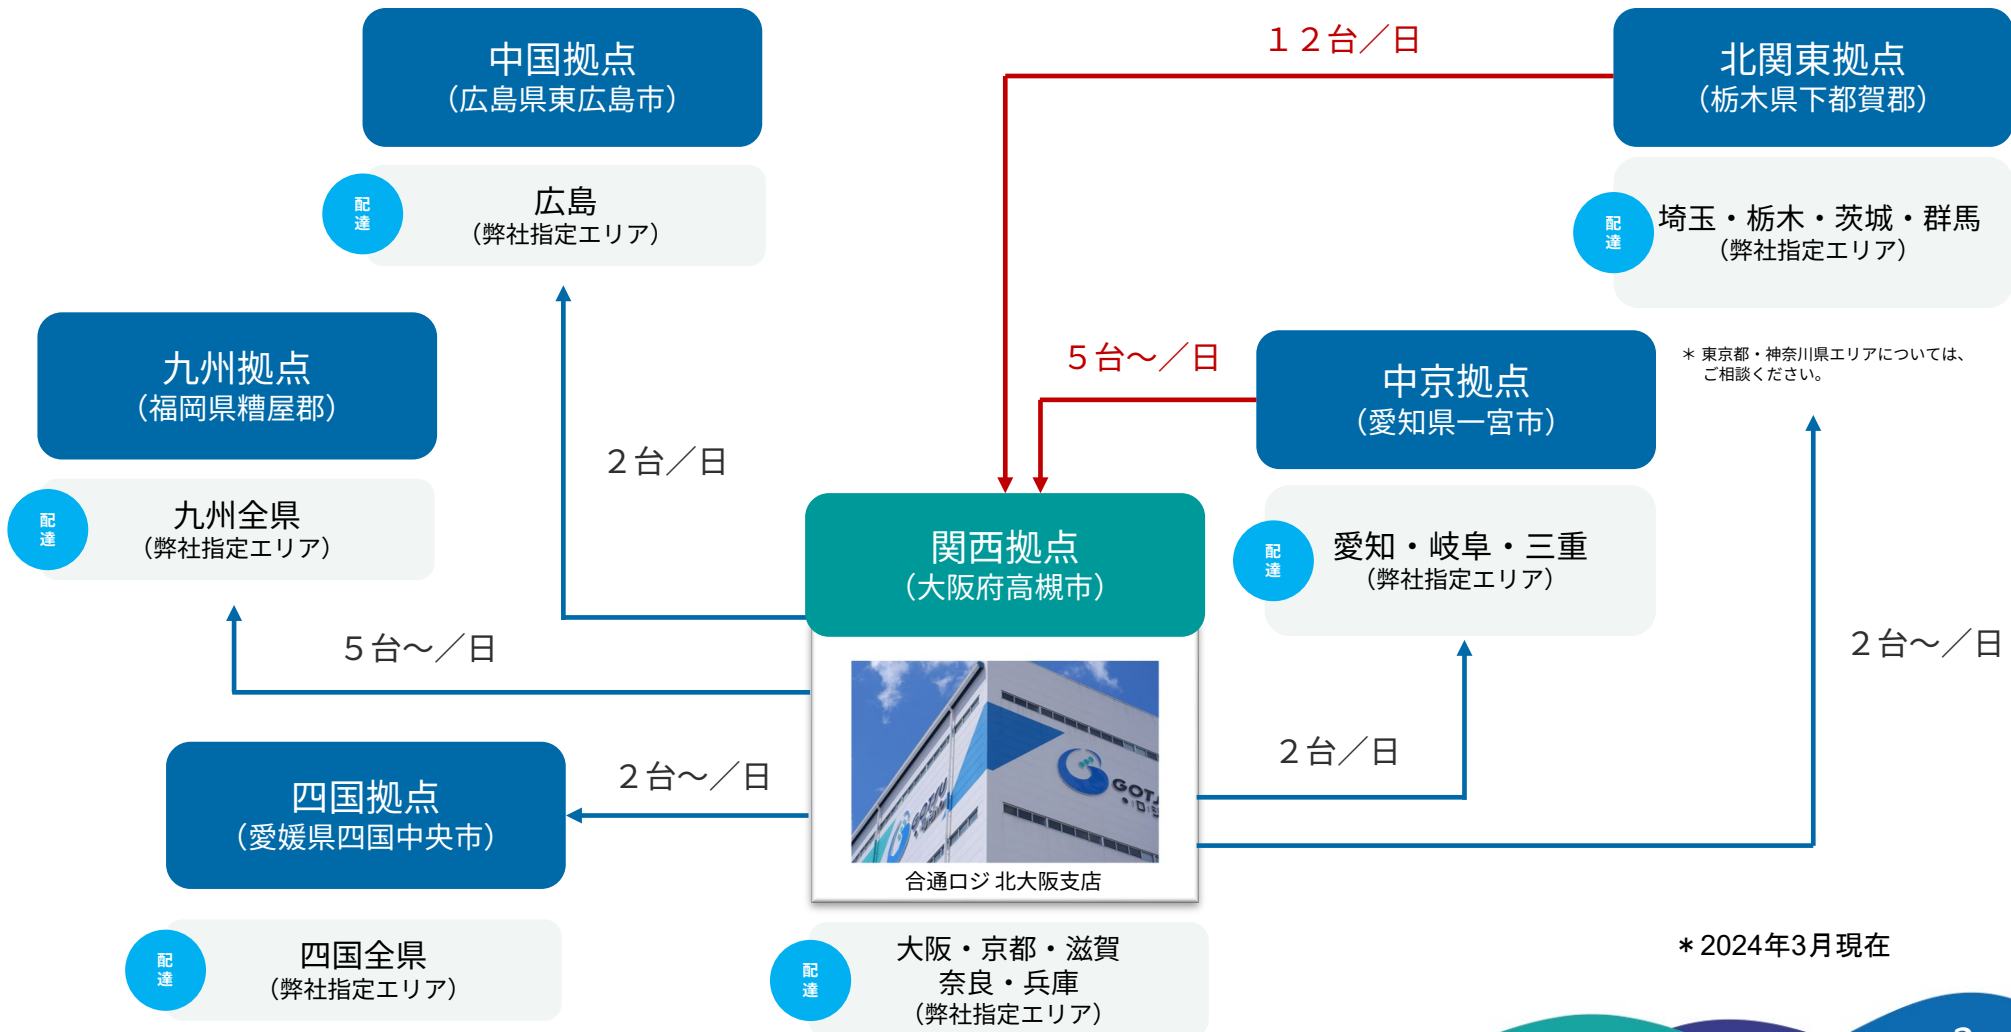 中国拠点
（広島県東広島市）
配達
広島
（弊社指定エリア）
１２台／日
北関東拠点
（栃木県下都賀郡）
配達
埼玉・栃木・茨城・群馬
（弊社指定エリア）
＊ 東京都・神奈川県エリアについては、
ご相談ください。
九州拠点
（福岡県糟屋郡）
配達
九州全県
（弊社指定エリア）
２台／日
５台～／日
５台～／日
中京拠点
（愛知県一宮市）
配達
愛知・岐阜・三重
（弊社指定エリア）
関西拠点
（大阪府高槻市）
合通ロジ 北大阪支店
２台／日
２台～／日
２台～／日
四国拠点
（愛媛県四国中央市）
配達
四国全県
（弊社指定エリア）
配達
大阪・京都・滋賀
奈良・兵庫
（弊社指定エリア）
＊2024年3月現在